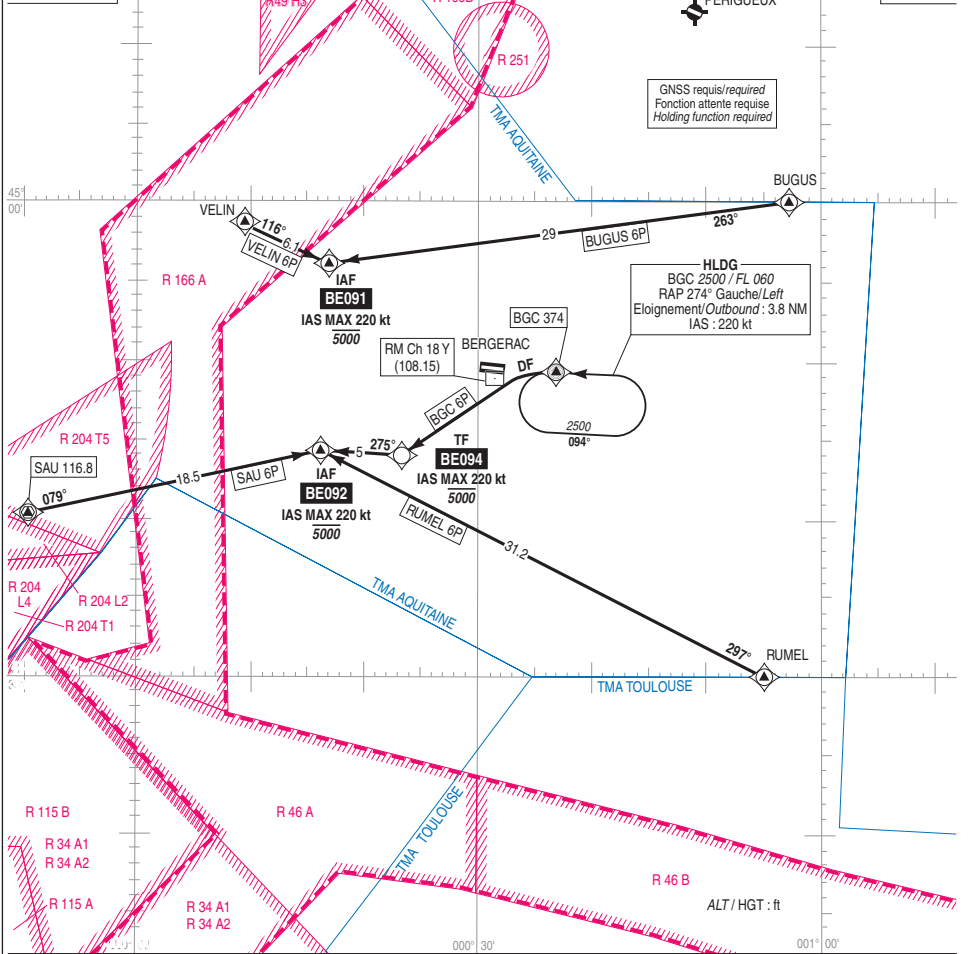 R49 H3
PERIGUEUX
R 251
GNSS requis/required
Fonction attente requise
Holding function required
TMA AQUITAINE
45°
00'
BUGUS
VELIN
116°
6.1
VELIN 6P
29
BUGUS 6P
263°
R 166 A
IAF
BE091
IAS MAX 220 kt
5000
HLDG
BGC 2500 / FL 060
RAP 274° Gauche/Left
Eloignement/Outbound : 3.8 NM
IAS : 220 kt
BGC 374
RM Ch 18 Y
(108.15)
BERGERAC
DF
BGC 6P
2500
094°
R 204 T5
SAU 116.8
079°
18.5
SAU 6P
5
275°
TF
BE094
IAS MAX 220 kt
5000
IAF
BE092
IAS MAX 220 kt
5000
RUMEL 6P
31.2
R 204
L4
R 204 L2
R 204 T1
TMA AQUITAINE
297°
RUMEL
TMA TOULOUSE
R 115 B
R 46 A
R 34 A1
R 34 A2
TMA TOULOUSE
R 46 B
R 115 A
R 34 A1
R 34 A2
ALT / HGT : ft
000° 30'
001° 00'